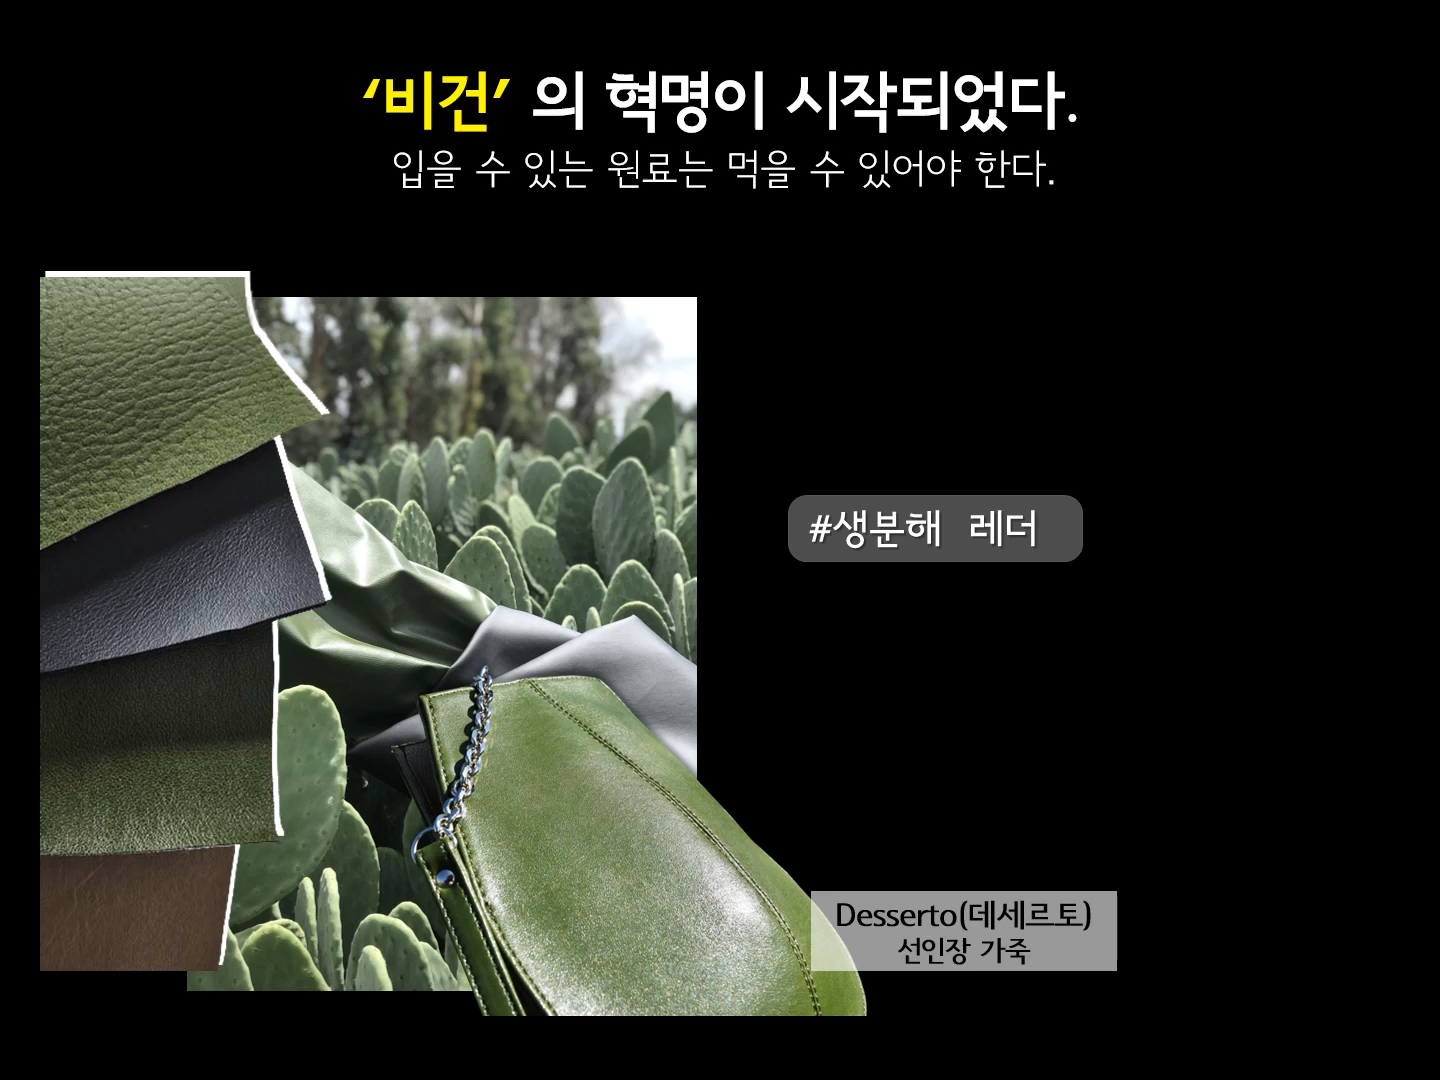 ‘비건’ 의 혁명이 시작되었다.
입을 수 있는 원료는 먹을 수 있어야 한다.
#생분해 레더
Desserto(데세르토)
선인장 가죽